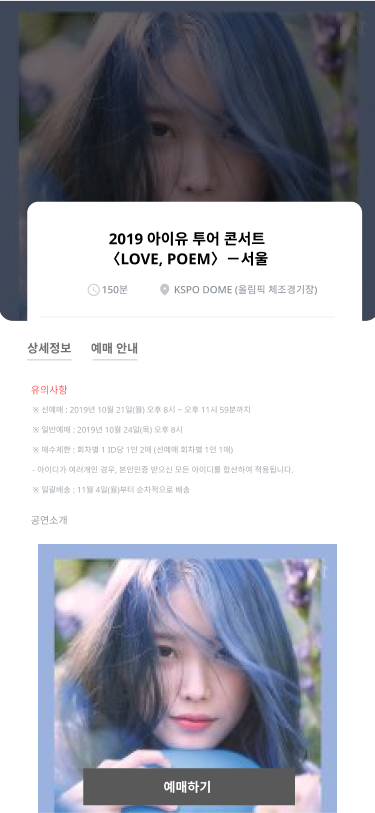 2019 아이유 투어 콘서트
〈LOVE, POEM〉－서울
150분
KSPO DOME (올림픽 체조경기장)
상세정보 예매 안내
유의사항
※ 선예매 : 2019년 10월 21일(월) 오후 8시 ~ 오후 11시 59분까지
※ 일반예매 : 2019년 10월 24일(목) 오후 8시
※ 매수제한 : 회차별 1 ID당 1인 2매 (선예매 회차별 1인 1매)
- 아이디가 여러개인 경우, 본인인증 받으신 모든 아이디를 합산하여 적용됩니다.
※ 일괄배송 : 11월 4일(월)부터 순차적으로 배송
공연소개
예매하기